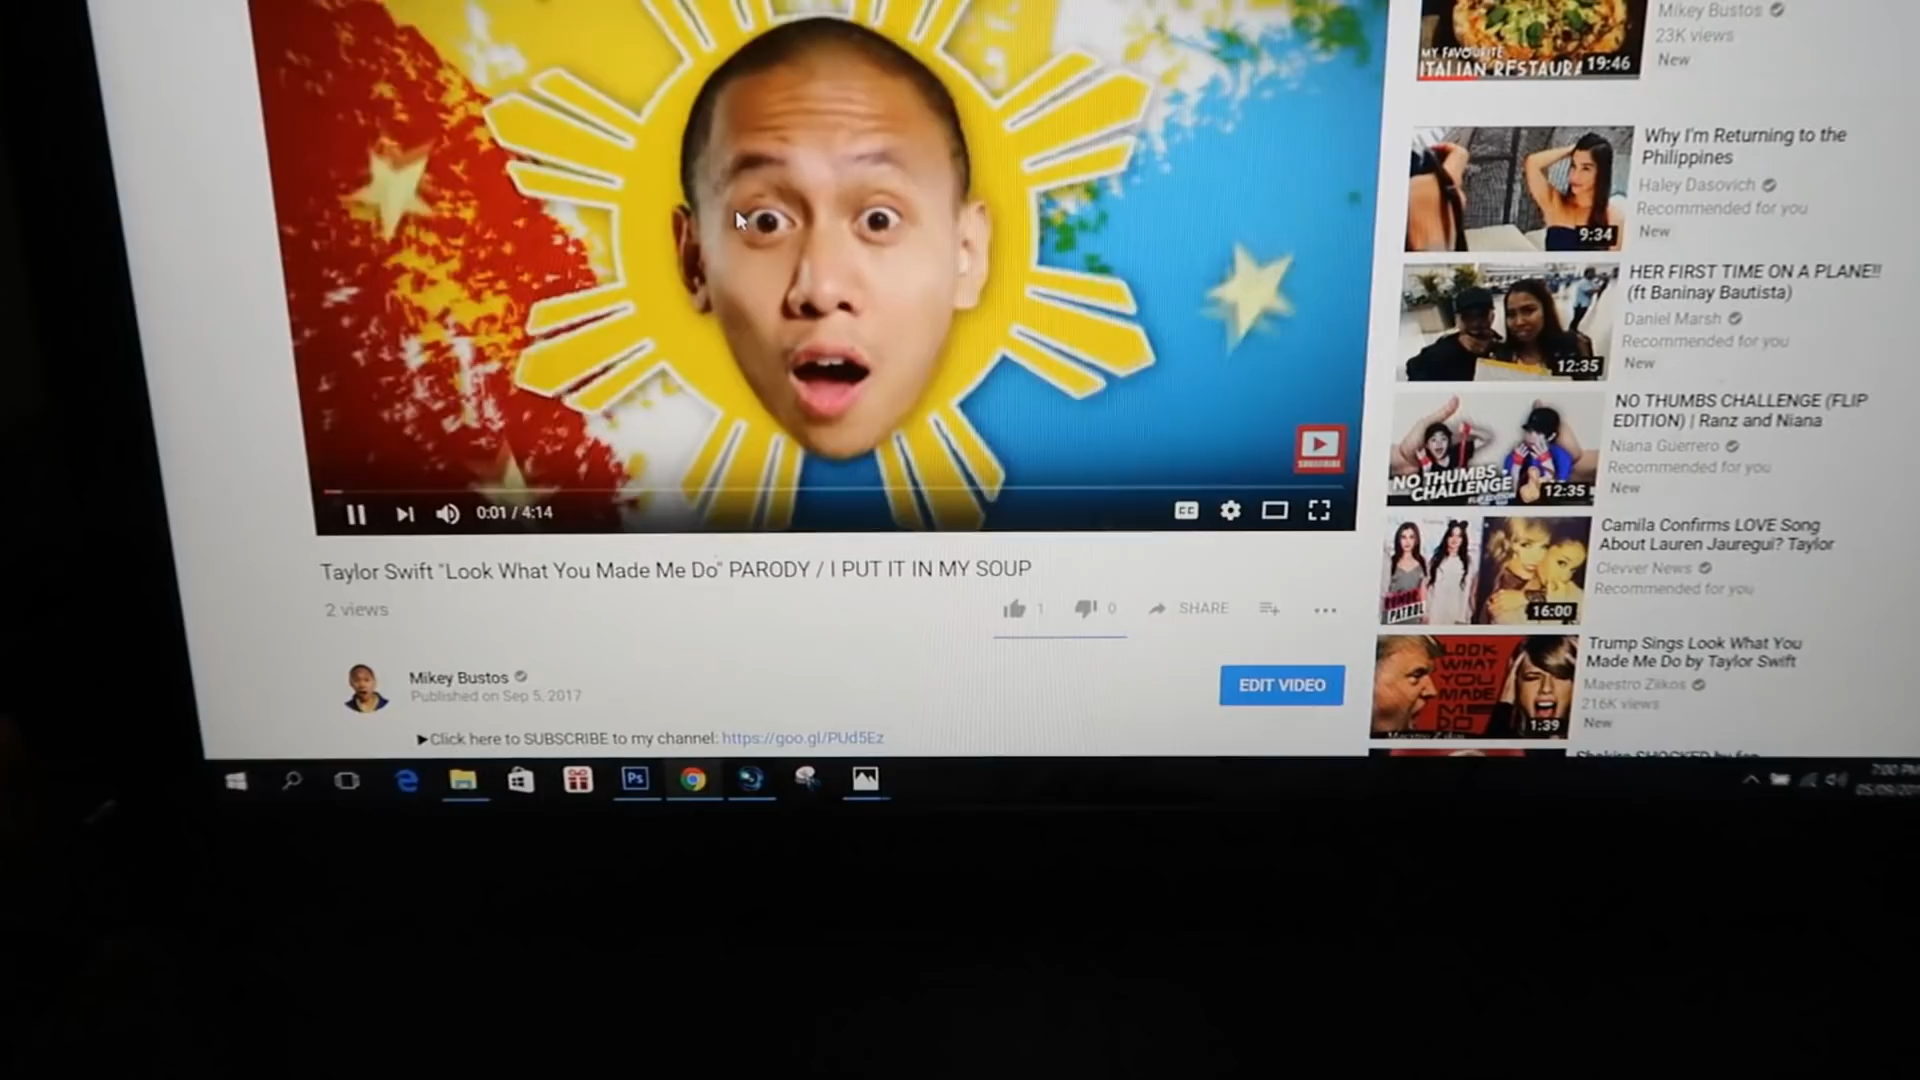 Mikey Bustos
23K views
New
MY FAVOURITE
ITALIAN RESTAURA
19:46
Why I'm Returning to the
Philippines
Haley Dasovich
Recommended for you
New
9:34
HER FIRST TIME ON A PLANE!!
(ft Baninay Bautista)
Daniel Marsh
Recommended for you
New
12:35
NO THUMBS CHALLENGE (FLIP
EDITION) | Ranz and Niana
Niana Guerrero
Recommended for you
New
NO THUMBS
CHALLENGE
12:35
SUBSCRIBE
CC
0:01 / 4:14
Camila Confirms LOVE Song
About Lauren Jauregui? Taylor
Clevver News
Recommended for you
PATROL
16:00
Taylor Swift "Look What You Made Me Do" PARODY / I PUT IT IN MY SOUP
2 views
1
0
SHARE
Trump Sings Look What You
Made Me Do by Taylor Swift
Maestro Ziikos
216K views
New
LOOK
WHAT
YOU
MADE
ME
DO
1:39
Mikey Bustos
Published on Sep 5, 2017
EDIT VIDEO
▶Click here to SUBSCRIBE to my channel: https://goo.gl/PUd5Ez
Ps
7:00 PM